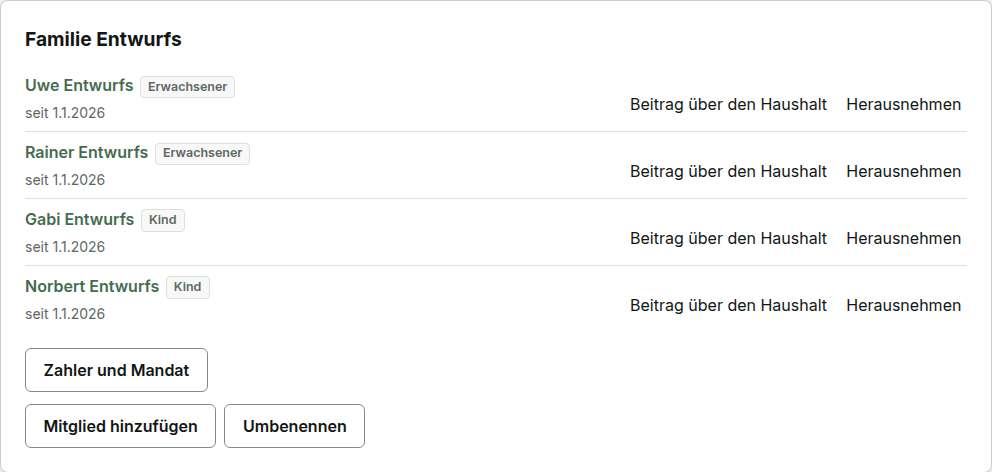 Familie Entwurfs
Uwe Entwurfs Erwachsener
seit 1.1.2026
Beitrag über den Haushalt Herausnehmen
Rainer Entwurfs Erwachsener
seit 1.1.2026
Beitrag über den Haushalt Herausnehmen
Gabi Entwurfs Kind
seit 1.1.2026
Beitrag über den Haushalt Herausnehmen
Norbert Entwurfs Kind
seit 1.1.2026
Beitrag über den Haushalt Herausnehmen
Zahler und Mandat
Mitglied hinzufügen Umbenennen